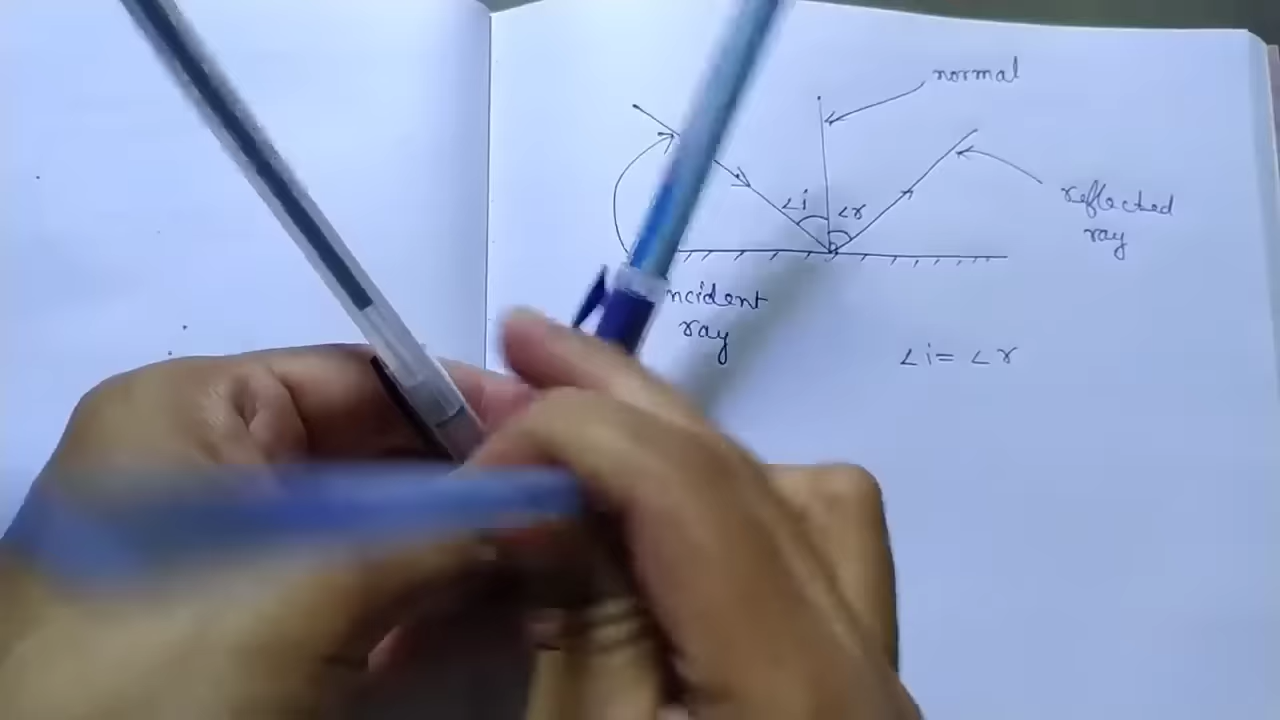 normal
∠i ∠r
reflected
ray
ncident
ray
∠i = ∠r